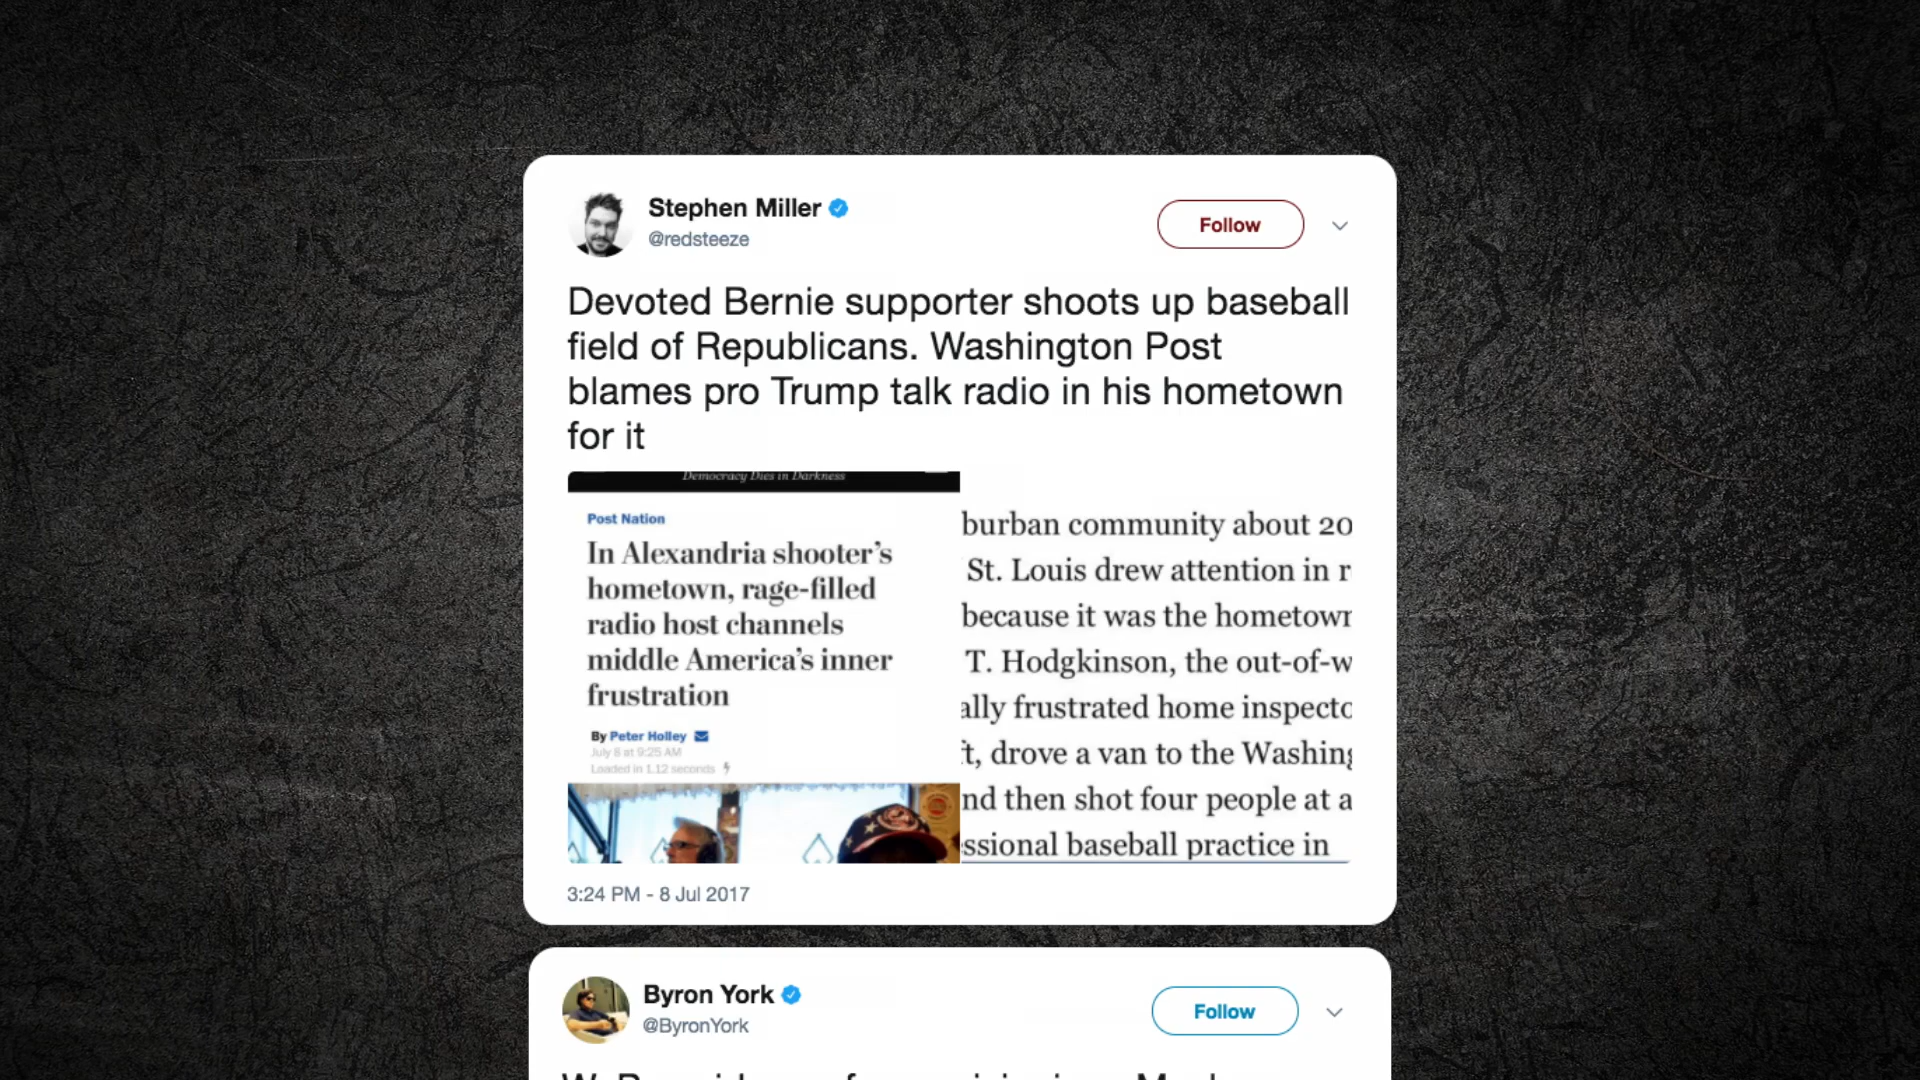 Stephen Miller
@redsteeze
Follow
Devoted Bernie supporter shoots up baseball
field of Republicans. Washington Post
blames pro Trump talk radio in his hometown
for it
Democracy Dies in Darkness
Post Nation
In Alexandria shooter's
hometown, rage-filled
radio host channels
middle America's inner
frustration
By Peter Holley
July 8 at 9:25 AM
Loaded in 1.12 seconds
burban community about 20
St. Louis drew attention in r
because it was the hometown
T. Hodgkinson, the out-of-w
ally frustrated home inspecto
t, drove a van to the Washing
nd then shot four people at a
ssional baseball practice in
3:24 PM - 8 Jul 2017
Byron York
@ByronYork
Follow